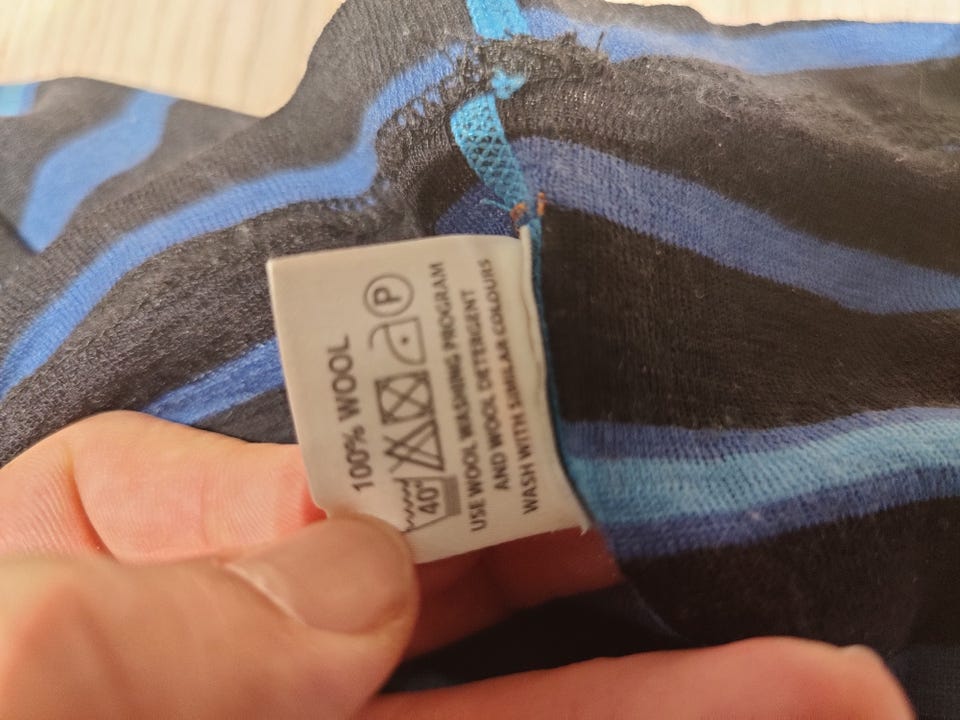 100% WOOL
40° P
USE WOOL WASHING PROGRAM
AND WOOL DETERGENT
WASH WITH SIMILAR COLOURS